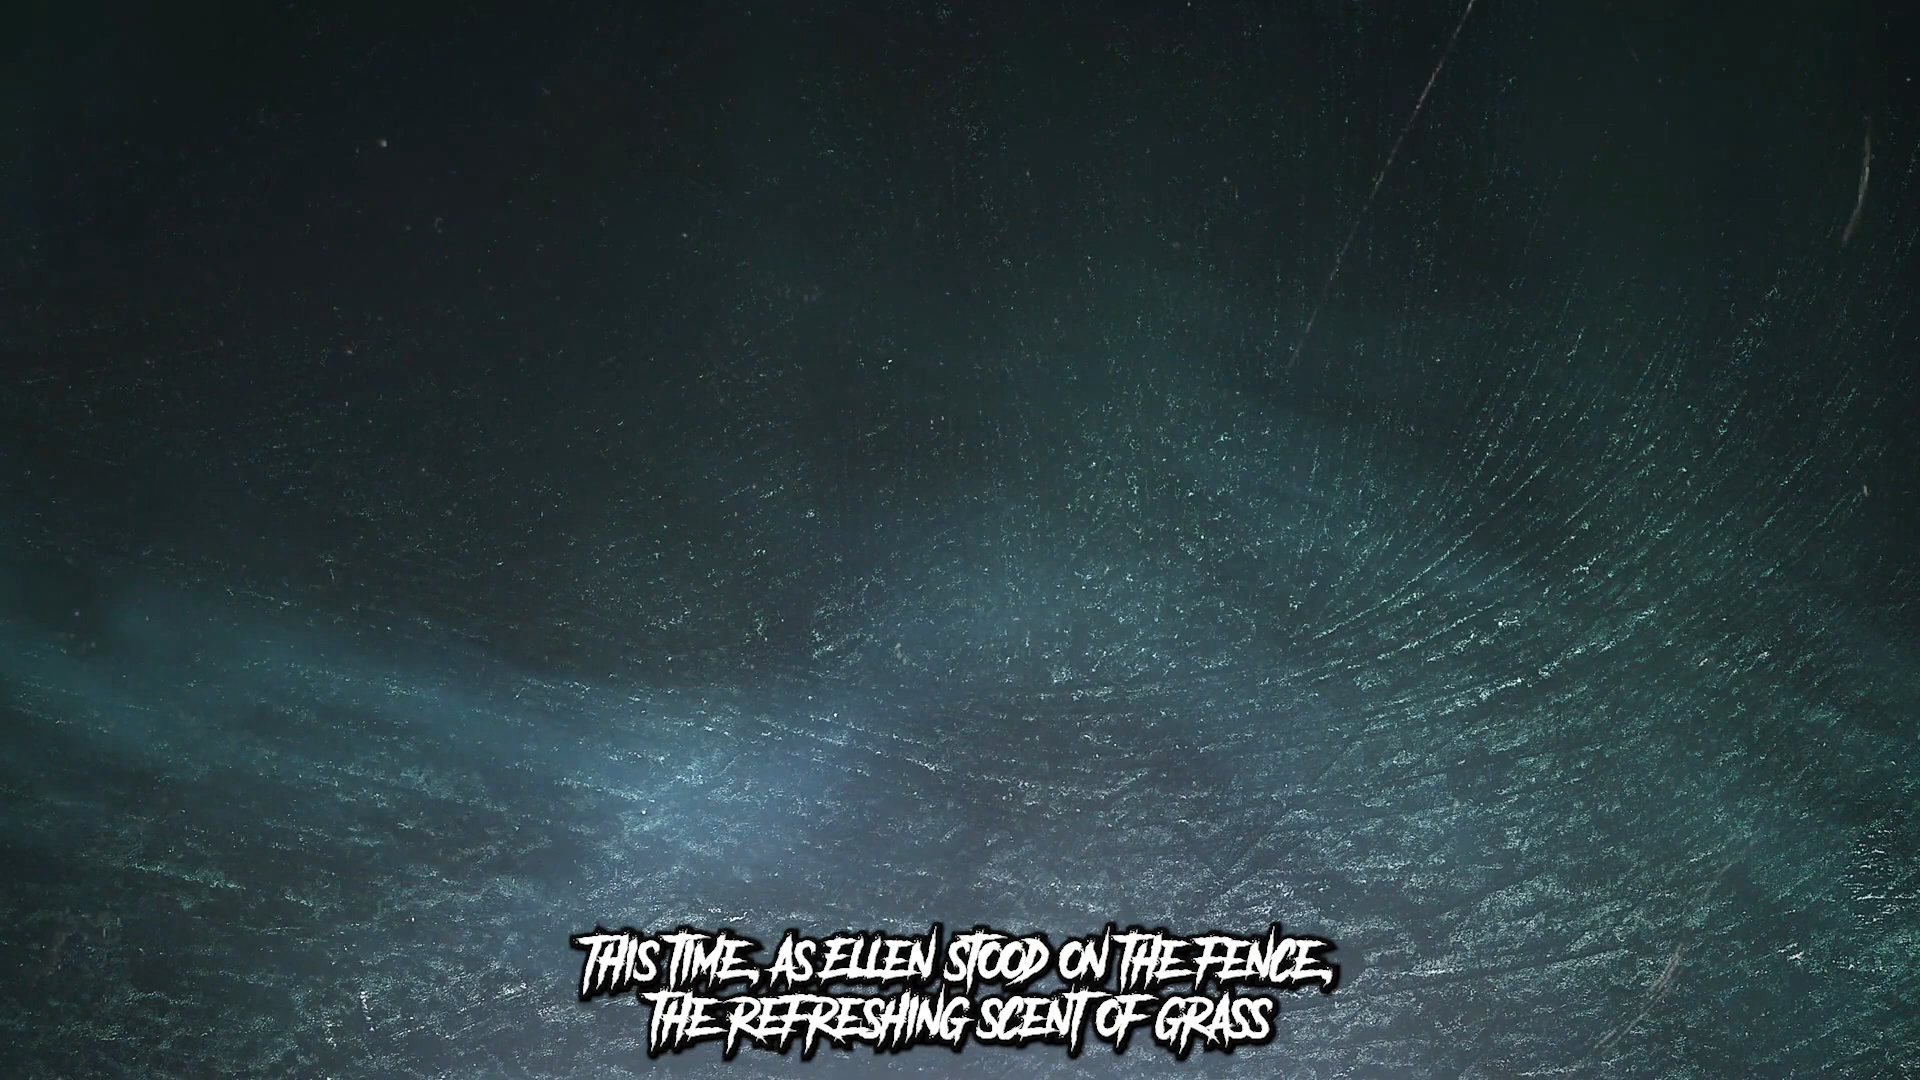 THIS TIME, AS ELLEN STOOD ON THE FENCE,
THE REFRESHING SCENT OF GRASS